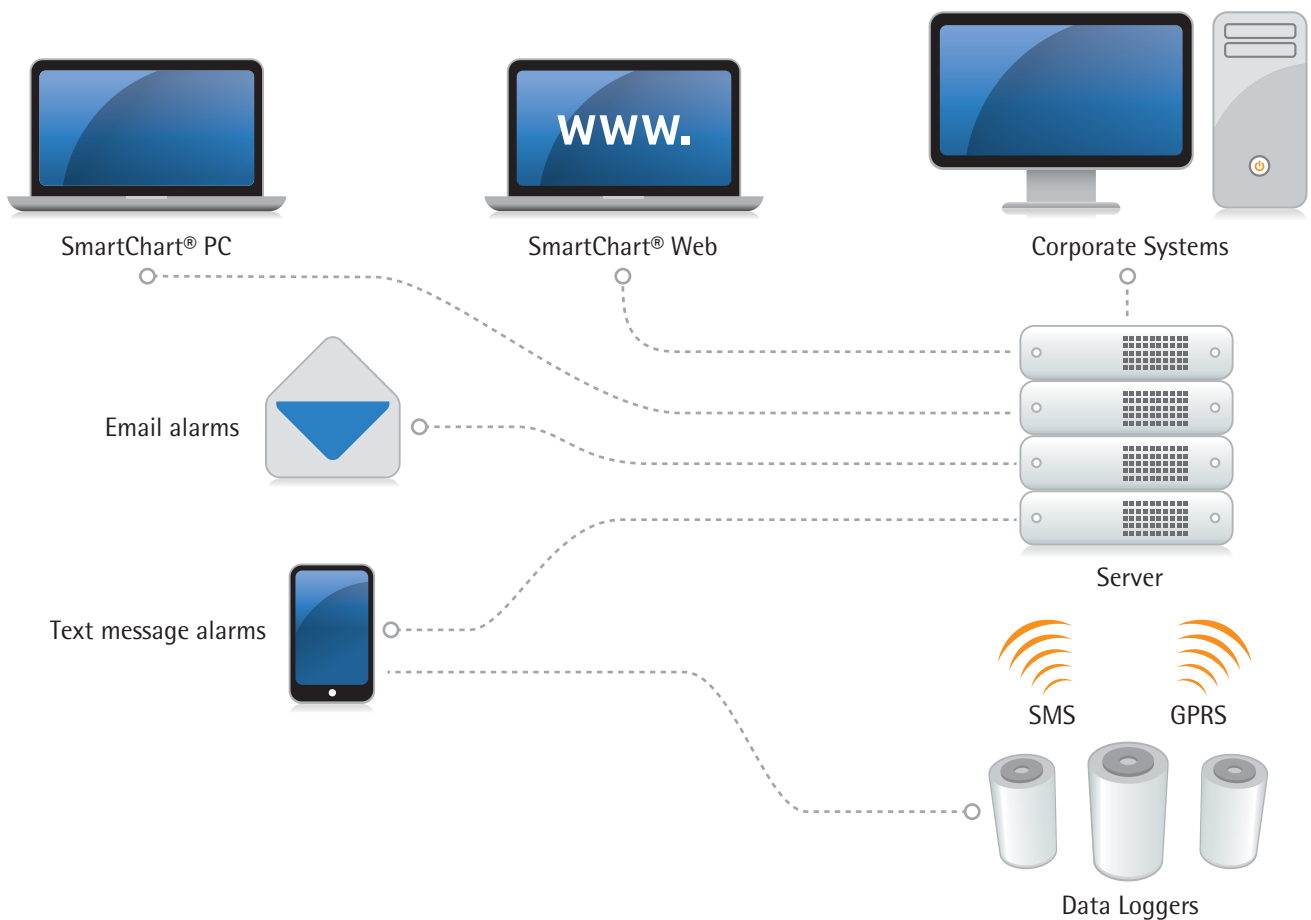 www.
SmartChart® PC
SmartChart® Web
Corporate Systems
Email alarms
Server
Text message alarms
SMS
GPRS
Data Loggers